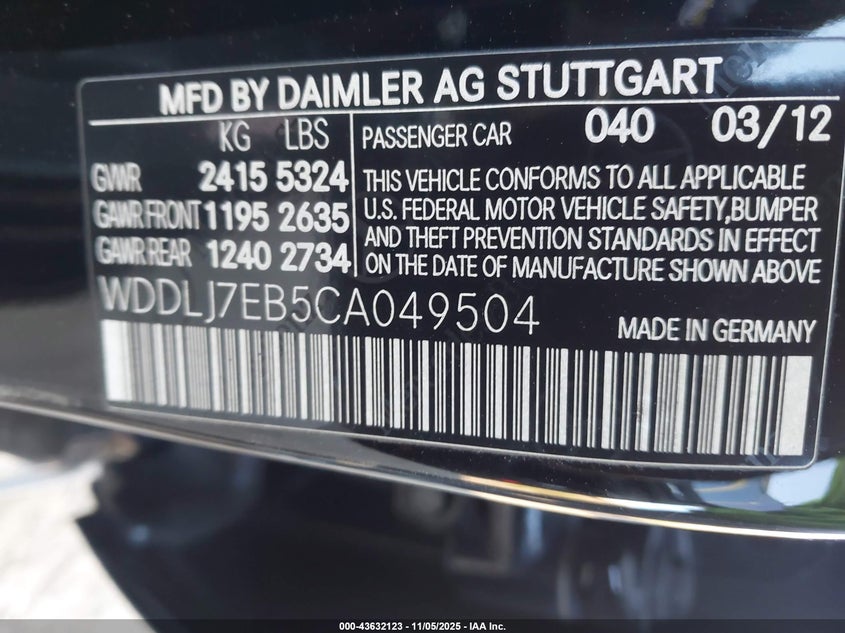 MFD BY DAIMLER AG STUTTGART
KG LBS
GVWR 2415 5324
GAWR FRONT 1195 2635
GAWR REAR 1240 2734
PASSENGER CAR 040 03/12
THIS VEHICLE CONFORMS TO ALL APPLICABLE
U.S. FEDERAL MOTOR VEHICLE SAFETY,BUMPER
AND THEFT PREVENTION STANDARDS IN EFFECT
ON THE DATE OF MANUFACTURE SHOWN ABOVE
WDDLJ7EB5CA049504
MADE IN GERMANY
000-43632123 - 11/05/2025 - IAA Inc.